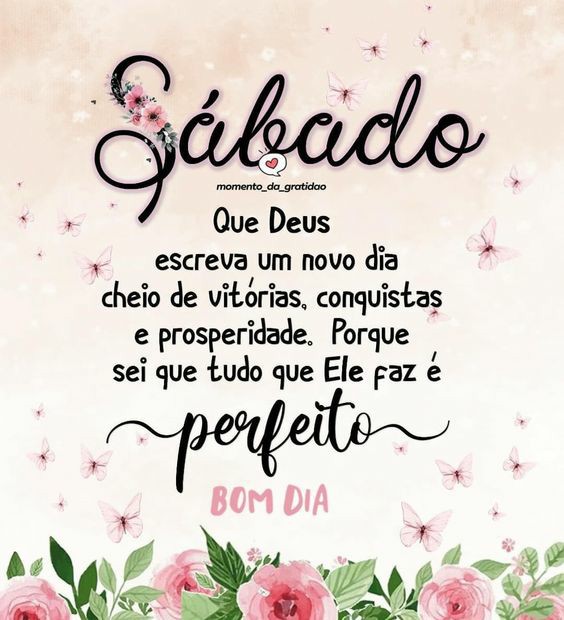 Sábado
momento_da_gratidao
Que Deus
escreva um novo dia
cheio de vitórias, conquistas
e prosperidade. Porque
sei que tudo que Ele faz é
perfeito
BOM DIA